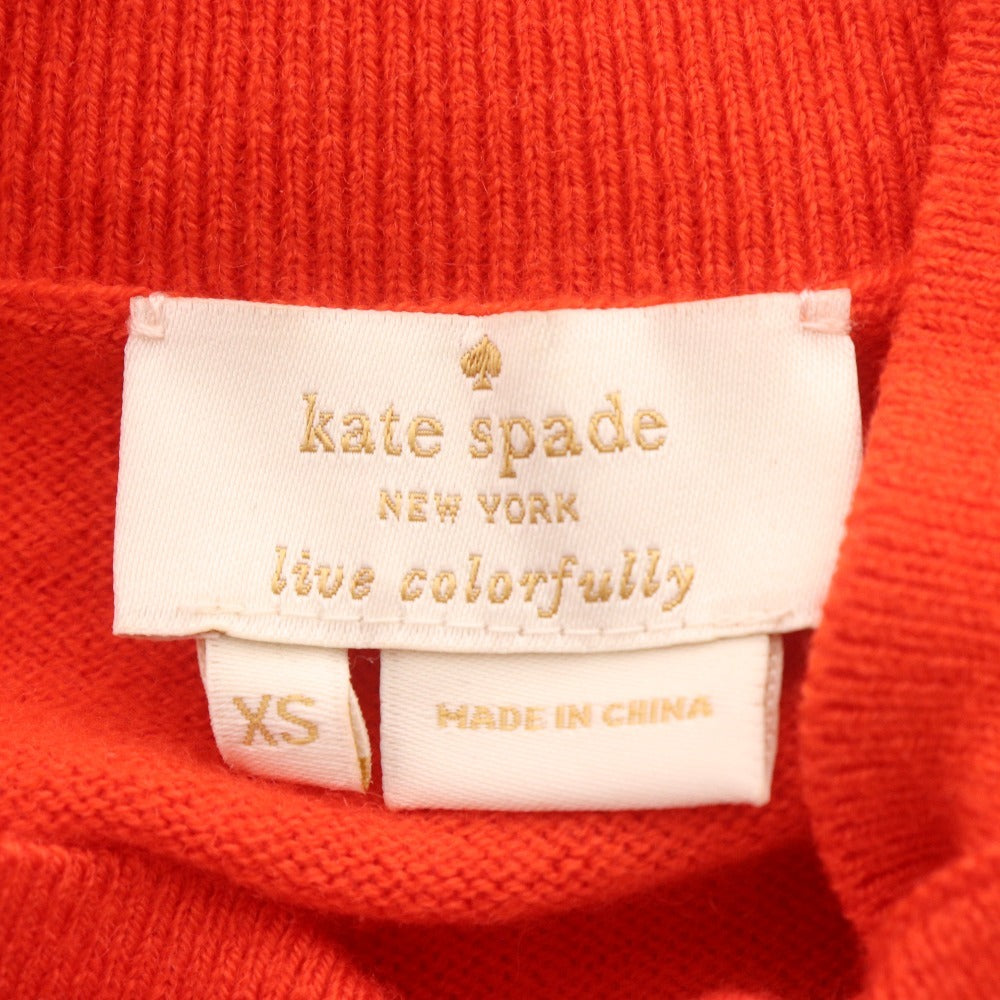 kate spade
NEW YORK
live colorfully
XS
MADE IN CHINA